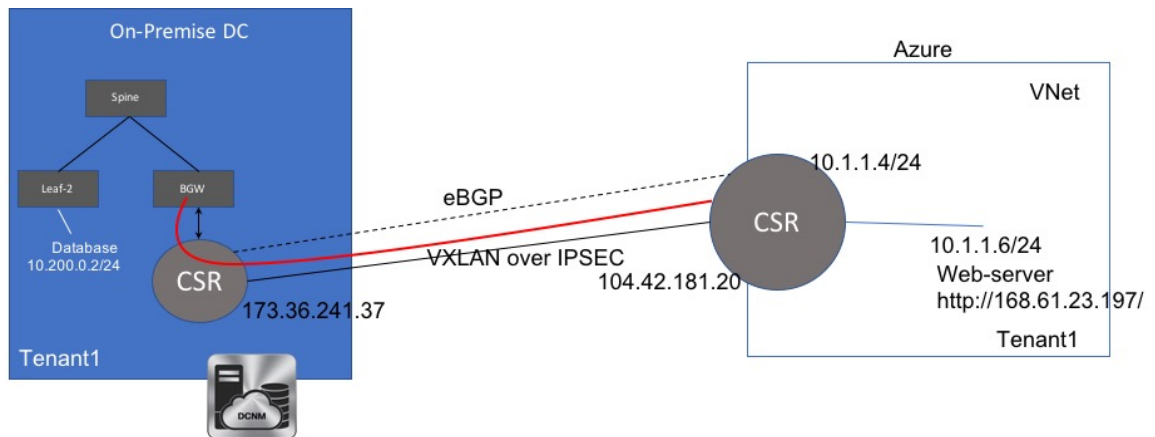 On-Premise DC
Spine
Leaf-2
BGW
Database
10.200.0.2/24
CSR
173.36.241.37
Tenant1
DCNM
eBGP
VXLAN over IPSEC
Azure
VNet
10.1.1.4/24
CSR
104.42.181.20
10.1.1.6/24
Web-server
http://168.61.23.197/
Tenant1